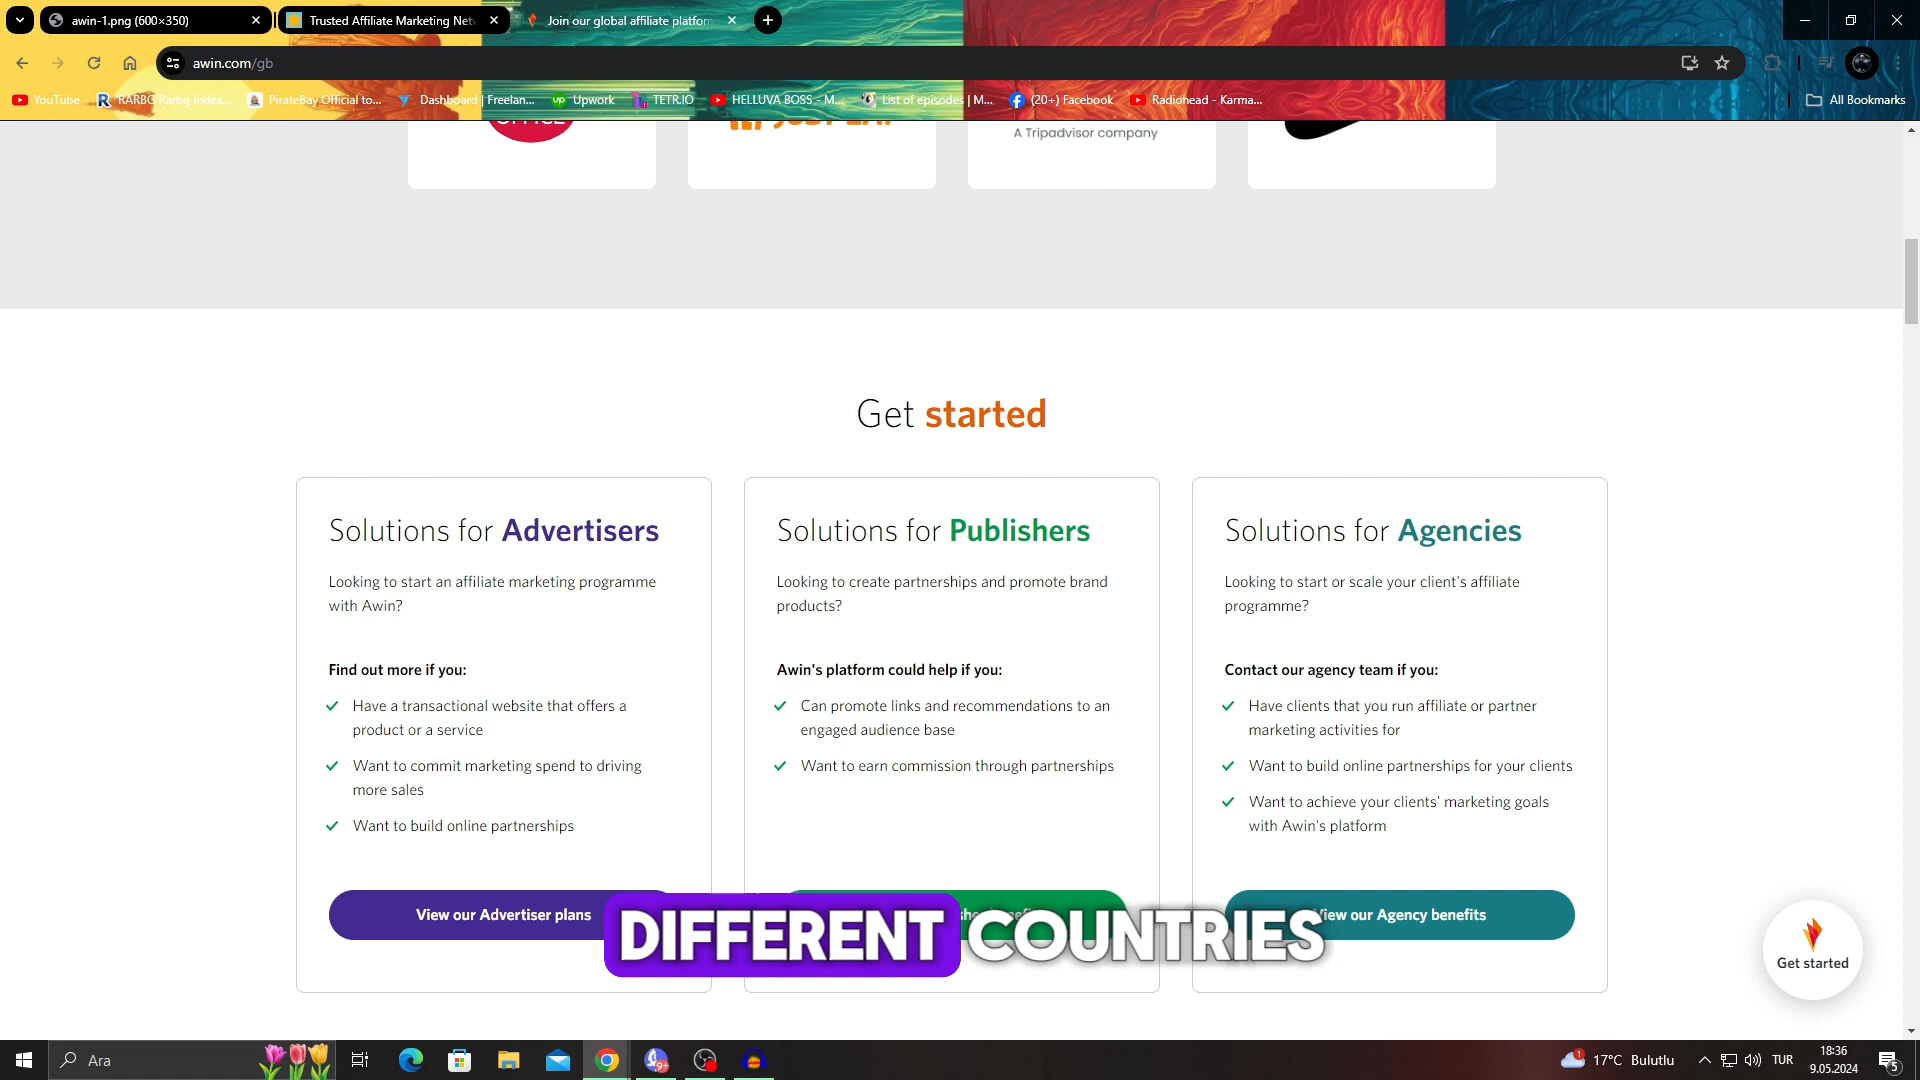 awin-1.png (600×350)
Trusted Affiliate Marketing Net
Join our global affiliate platform
awin.com/gb
YouTube
RARBG Rarbg Index...
PirateBay Official to...
Dashboard | Freelan...
Upwork
TETR.IO
HELLUVA BOSS - M...
List of episodes | M...
(20+) Facebook
Radiohead - Karma...
All Bookmarks
OFFICE
JUST EAT
A Tripadvisor company
Get started
Solutions for Advertisers
Looking to start an affiliate marketing programme
with Awin?
Find out more if you:
Have a transactional website that offers a
product or a service
Want to commit marketing spend to driving
more sales
Want to build online partnerships
View our Advertiser plans
Solutions for Publishers
Looking to create partnerships and promote brand
products?
Awin's platform could help if you:
Can promote links and recommendations to an
engaged audience base
Want to earn commission through partnerships
Solutions for Agencies
Looking to start or scale your client's affiliate
programme?
Contact our agency team if you:
Have clients that you run affiliate or partner
marketing activities for
Want to build online partnerships for your clients
Want to achieve your clients' marketing goals
with Awin's platform
View our Agency benefits
DIFFERENT COUNTRIES
Get started
Ara
9+
1
17°C Bulutlu
TUR
18:36
9.05.2024
5